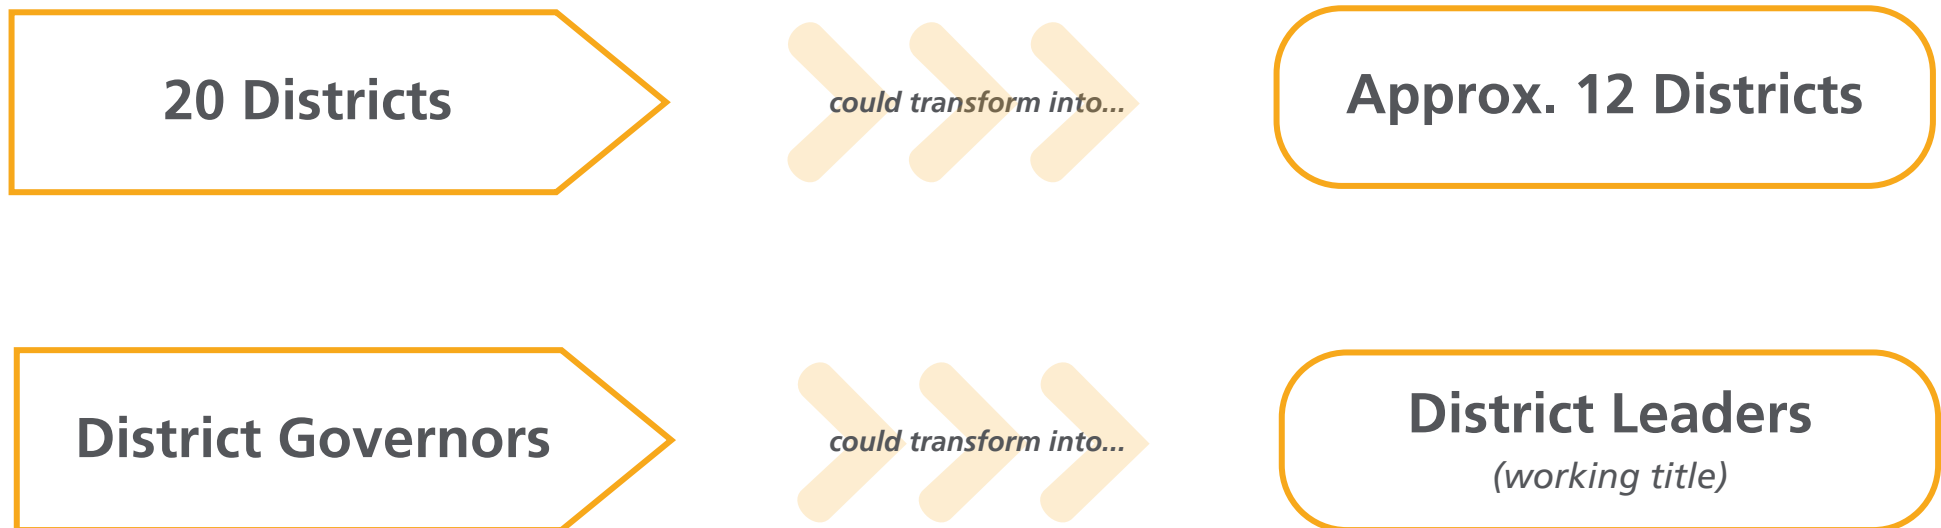 20 Districts
could transform into...
Approx. 12 Districts
District Governors
could transform into...
District Leaders
(working title)